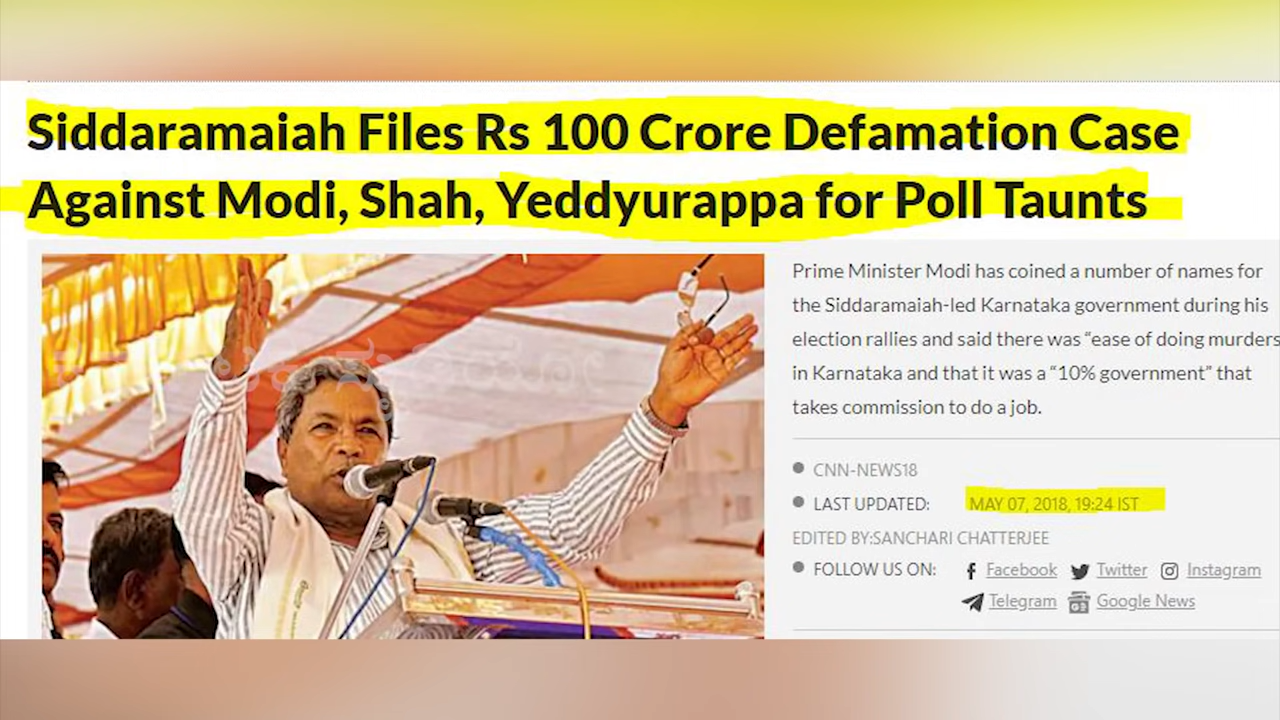 Siddaramaiah Files Rs 100 Crore Defamation Case
Against Modi, Shah, Yeddyurappa for Poll Taunts
Prime Minister Modi has coined a number of names for
the Siddaramaiah-led Karnataka government during his
election rallies and said there was “ease of doing murders
in Karnataka and that it was a “10% government” that
takes commission to do a job.
CNN-NEWS18
LAST UPDATED: MAY 07, 2018, 19:24 IST
EDITED BY:SANCHARI CHATTERJEE
FOLLOW US ON: Facebook Twitter Instagram
Telegram Google News